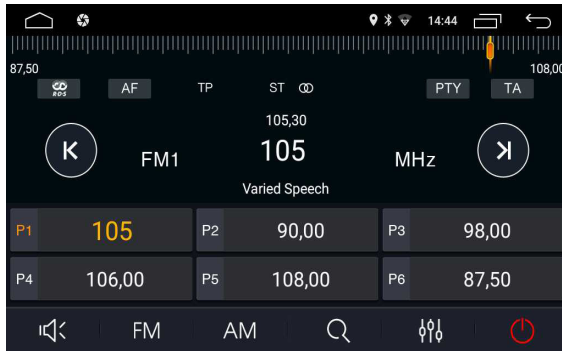 14:44
87,50
108,00
RDS AF TP ST PTY TA
105,30
FM1 105 MHz
Varied Speech
P1 105 P2 90,00 P3 98,00
P4 106,00 P5 108,00 P6 87,50
FM AM